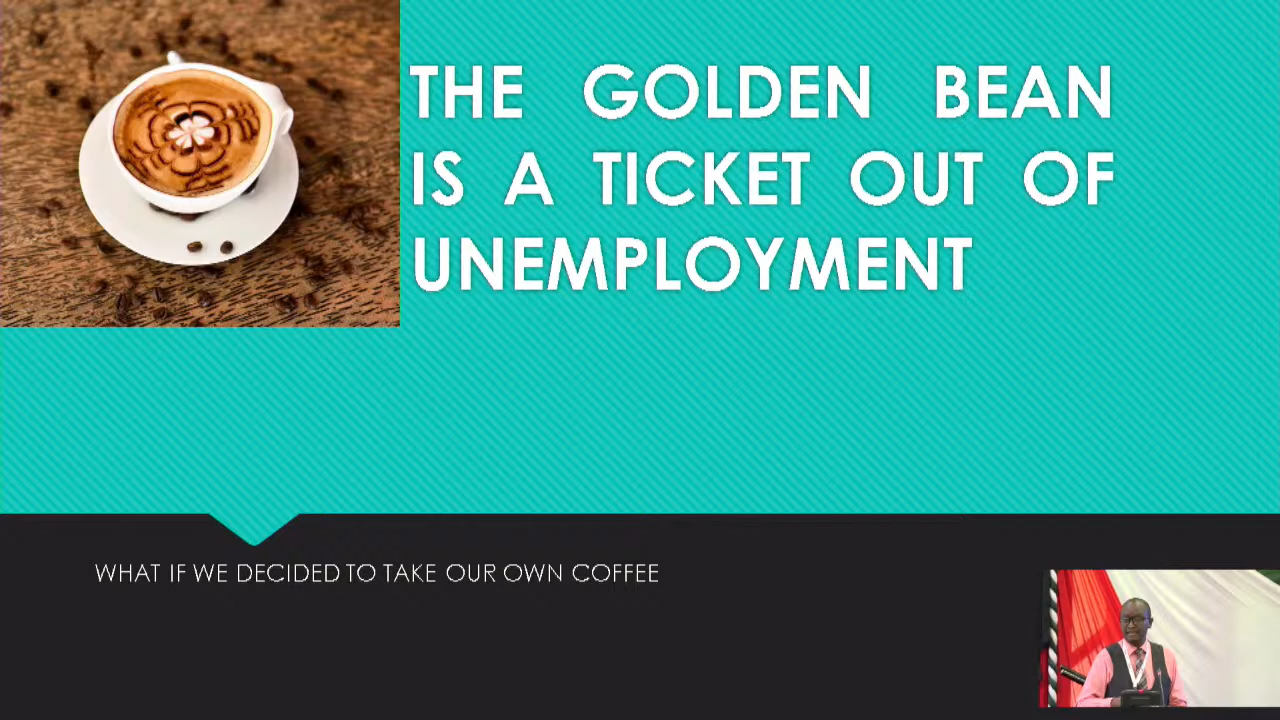 THE GOLDEN BEAN
IS A TICKET OUT OF
UNEMPLOYMENT
WHAT IF WE DECIDED TO TAKE OUR OWN COFFEE